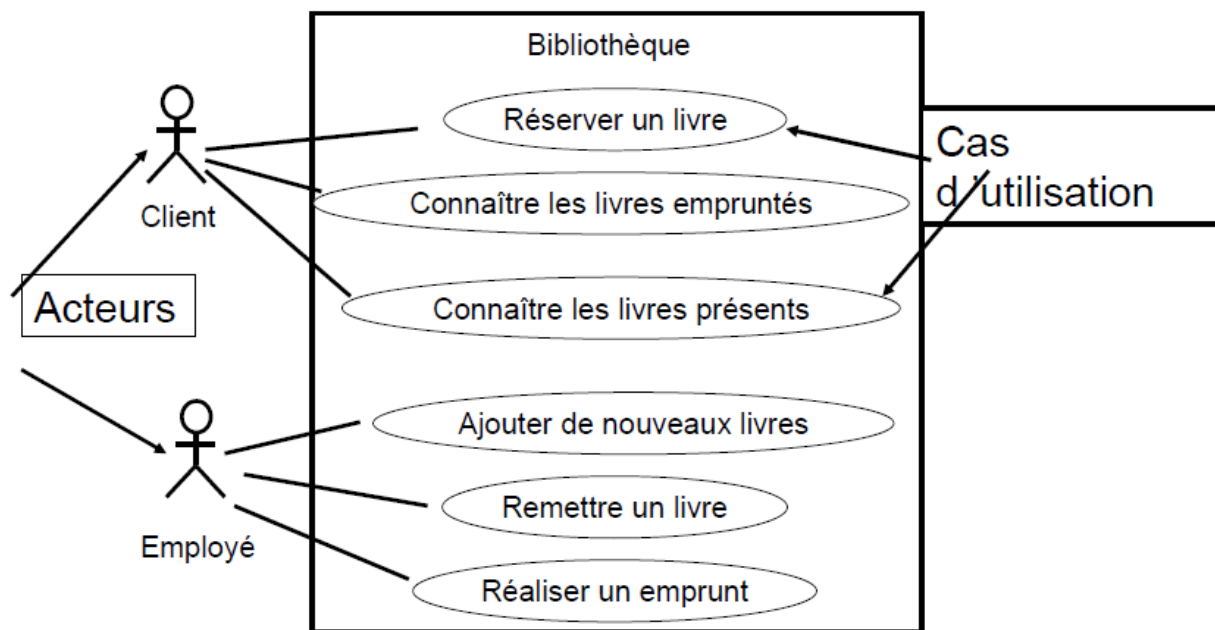 Bibliothèque
Réserver un livre
Cas
d 'utilisation
Connaître les livres empruntés
Client
Acteurs
Connaître les livres présents
Ajouter de nouveaux livres
Remettre un livre
Employé
Réaliser un emprunt